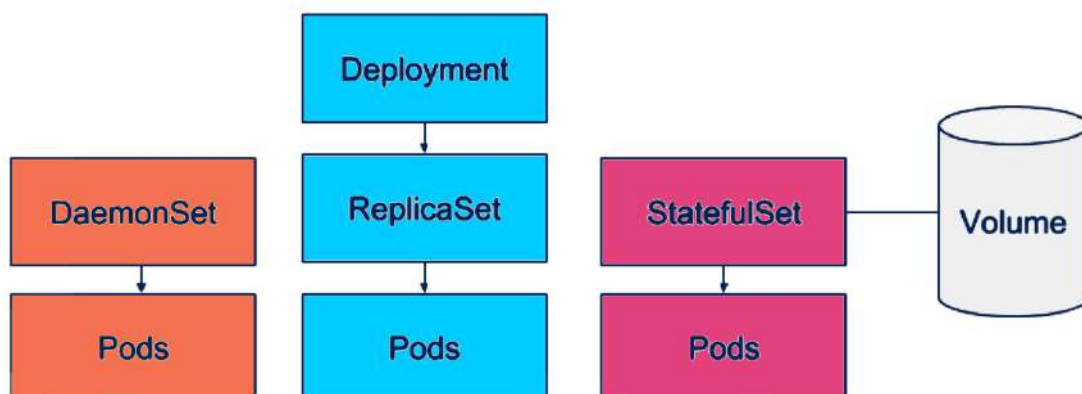 Deployment
DaemonSet
ReplicaSet
StatefulSet
Volume
Pods
Pods
Pods